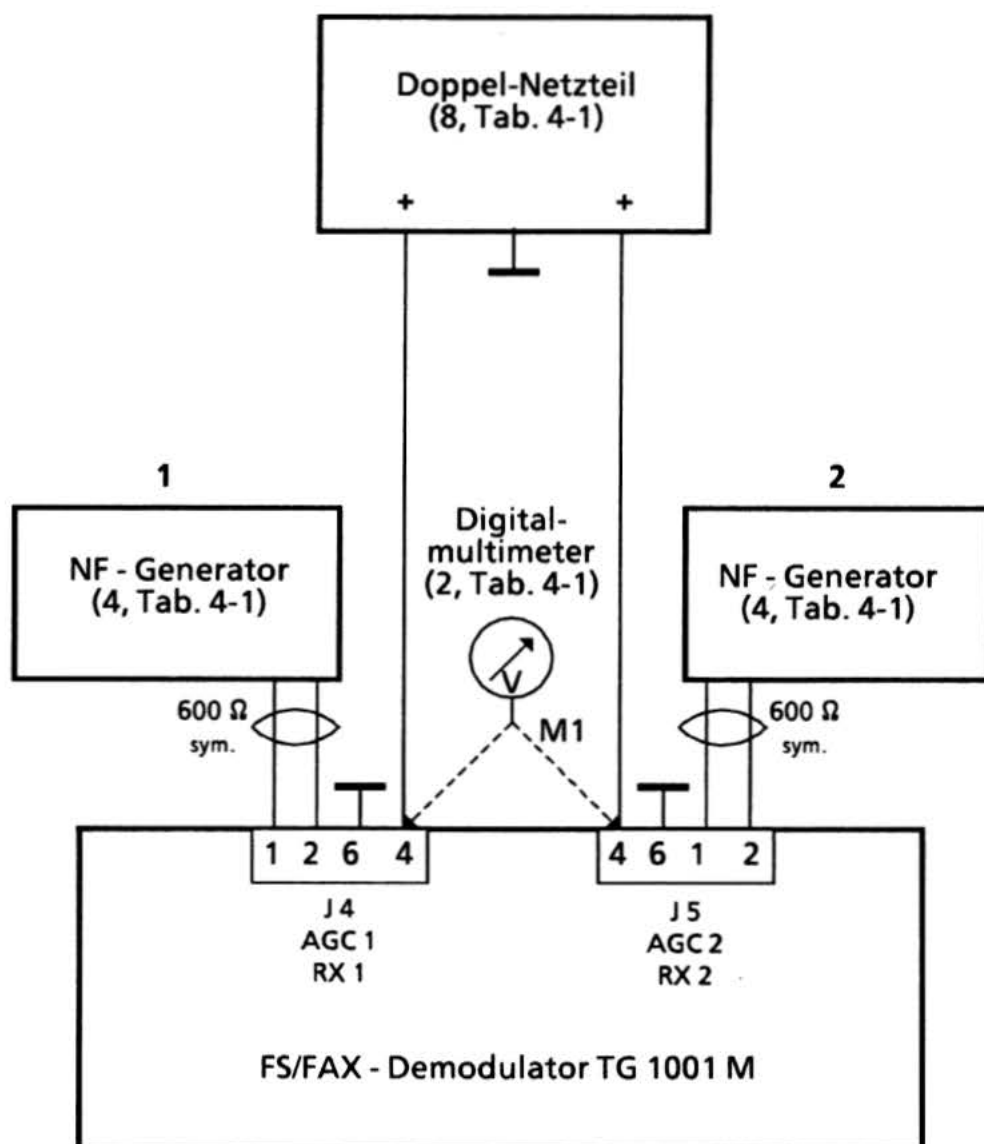 Doppel-Netzteil
(8, Tab. 4-1)
+ +
1
2
NF - Generator
(4, Tab. 4-1)
Digital-
multimeter
(2, Tab. 4-1)
NF - Generator
(4, Tab. 4-1)
V
600 Ω
sym.
M1
600 Ω
sym.
1 2 6 4
4 6 1 2
J 4
AGC 1
RX 1
J 5
AGC 2
RX 2
FS/FAX - Demodulator TG 1001 M